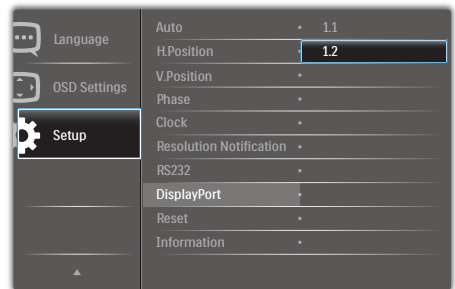 Language
OSD Settings
Setup
Auto
H.Position
V.Position
Phase
Clock
Resolution Notification
RS232
DisplayPort
Reset
Information
1.1
1.2